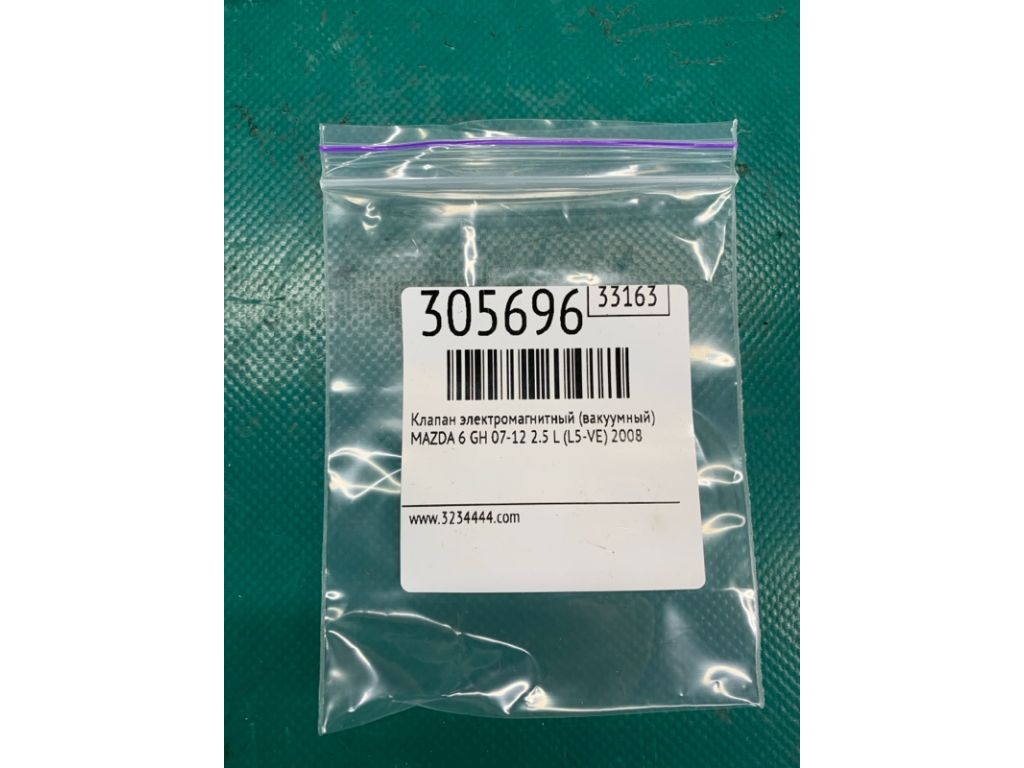 305696 33163
Клапан электромагнитный (вакуумный)
MAZDA 6 GH 07-12 2.5 L (L5-VE) 2008
www.3234444.com